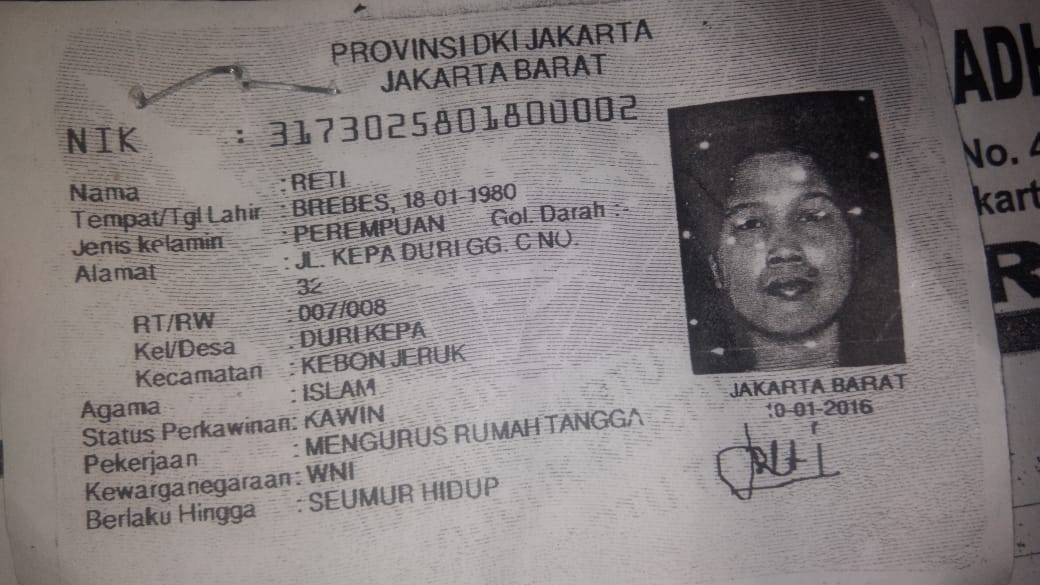 PROVINSI DKI JAKARTA
JAKARTA BARAT
NIK : 3173025801800002
Nama : RETI
Tempat/Tgl Lahir : BREBES, 18-01-1980
Jenis kelamin : PEREMPUAN Gol. Darah : -
Alamat : JL. KEPA DURI GG. C NO.
32
RT/RW : 007/008
Kel/Desa : DURI KEPA
Kecamatan : KEBON JERUK
Agama : ISLAM
Status Perkawinan: KAWIN
Pekerjaan : MENGURUS RUMAH TANGGA
Kewarganegaraan: WNI
Berlaku Hingga : SEUMUR HIDUP
JAKARTA BARAT
0-01-2016
No. 4